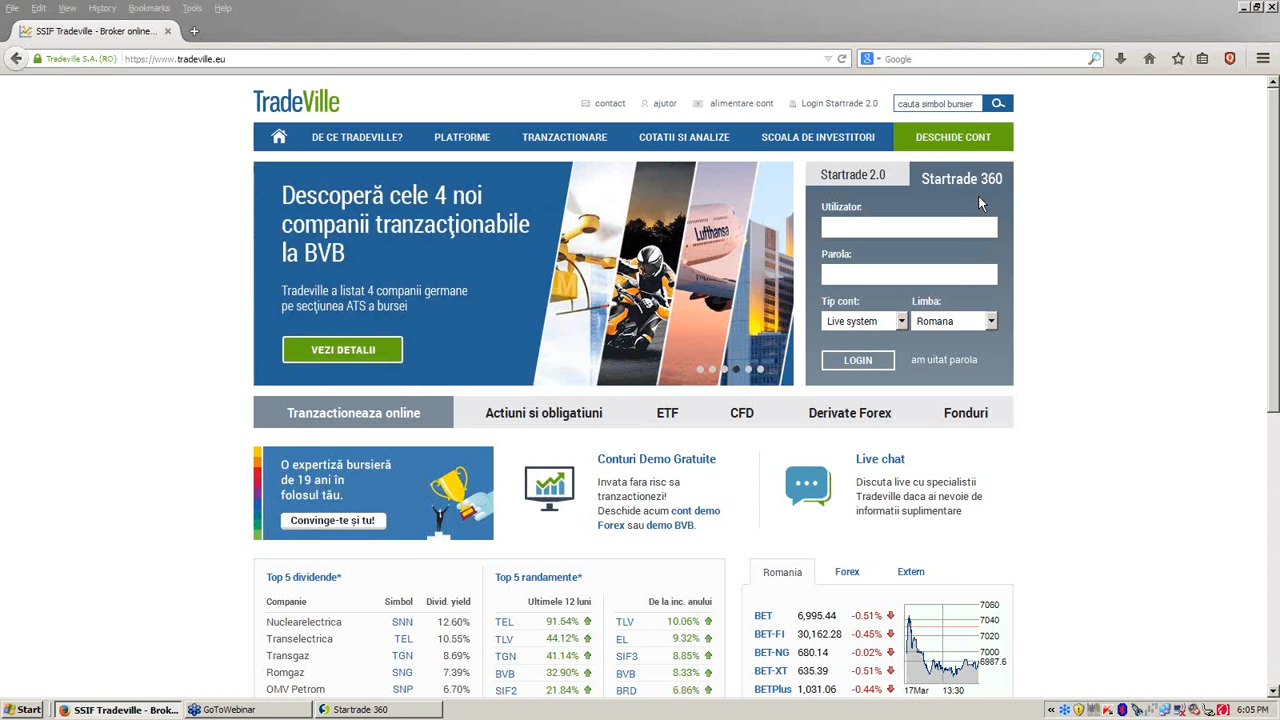 File Edit View History Bookmarks Tools Help
SSIF Tradeville - Broker online...
Tradeville S.A. (RO) https://www.tradeville.eu Google
TradeVille
contact ajutor alimentare cont Login Startrade 2.0 cauta simbol bursier
DE CE TRADEVILLE? PLATFORME TRANZACTIONARE COTATII SI ANALIZE SCOALA DE INVESTITORI DESCHIDE CONT
Descoperă cele 4 noi
companii tranzacţionabile
la BVB
Tradeville a listat 4 companii germane
pe secţiunea ATS a bursei
VEZI DETALII
Lufthansa
Startrade 2.0 Startrade 360
Utilizator:
Parola:
Tip cont: Limba:
Live system Romana
LOGIN am uitat parola
Tranzactioneaza online Actiuni si obligatiuni ETF CFD Derivate Forex Fonduri
O expertiză bursieră
de 19 ani în
folosul tău.
Convinge-te și tu!
Conturi Demo Gratuite
Invata fara risc sa
tranzactionezi!
Deschide acum cont demo
Forex sau demo BVB.
Live chat
Discuta live cu specialistii
Tradeville daca ai nevoie de
informatii suplimentare
Top 5 dividende*
Companie Simbol Divid. yield
Nuclearelectrica SNN 12.60%
Transelectrica TEL 10.55%
Transgaz TGN 8.69%
Romgaz SNG 7.39%
OMV Petrom SNP 6.70%
Top 5 randamente*
Ultimele 12 luni De la inc. anului
TEL 91.54% TLV 10.06%
TLV 44.12% EL 9.32%
TGN 41.14% SIF3 8.85%
BVB 32.90% BVB 8.33%
SIF2 21.84% BRD 6.86%
Romania Forex Extern
BET 6,995.44 -0.51%
BET-FI 30,162.28 -0.45%
BET-NG 680.14 -0.02%
BET-XT 635.39 -0.51%
BETPlus 1,031.06 -0.44%
7060
7040
7020
7000
6987.6
17Mar 13:30
Start SSIF Tradeville - Brok... GoToWebinar Startrade 360 6:05 PM